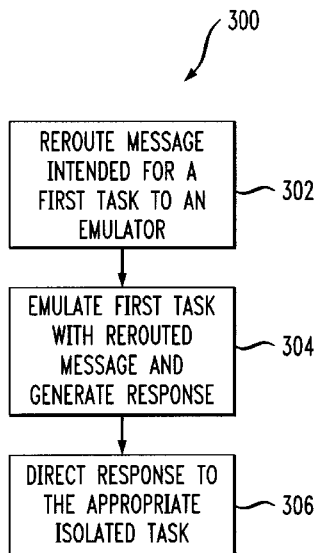 300
REROUTE MESSAGE
INTENDED FOR A
FIRST TASK TO AN
EMULATOR
302
EMULATE FIRST TASK
WITH REROUTED
MESSAGE AND
GENERATE RESPONSE
304
DIRECT RESPONSE TO
THE APPROPRIATE
ISOLATED TASK
306